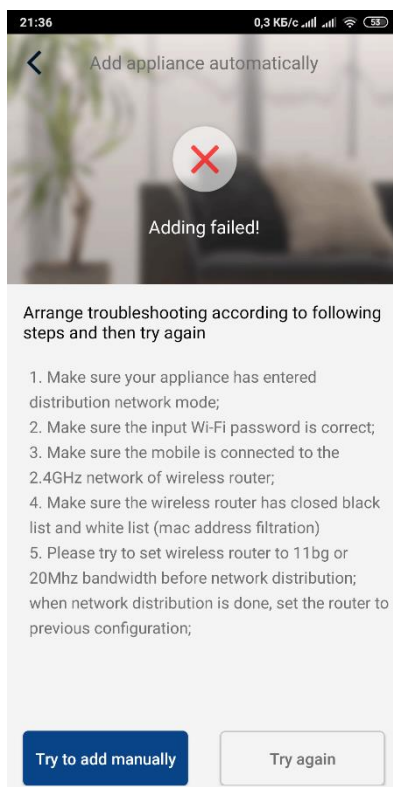 21:36
0,3 КБ/с
53
Add appliance automatically
Adding failed!
Arrange troubleshooting according to following
steps and then try again
1. Make sure your appliance has entered
distribution network mode;
2. Make sure the input Wi-Fi password is correct;
3. Make sure the mobile is connected to the
2.4GHz network of wireless router;
4. Make sure the wireless router has closed black
list and white list (mac address filtration)
5. Please try to set wireless router to 11bg or
20Mhz bandwidth before network distribution;
when network distribution is done, set the router to
previous configuration;
Try to add manually
Try again